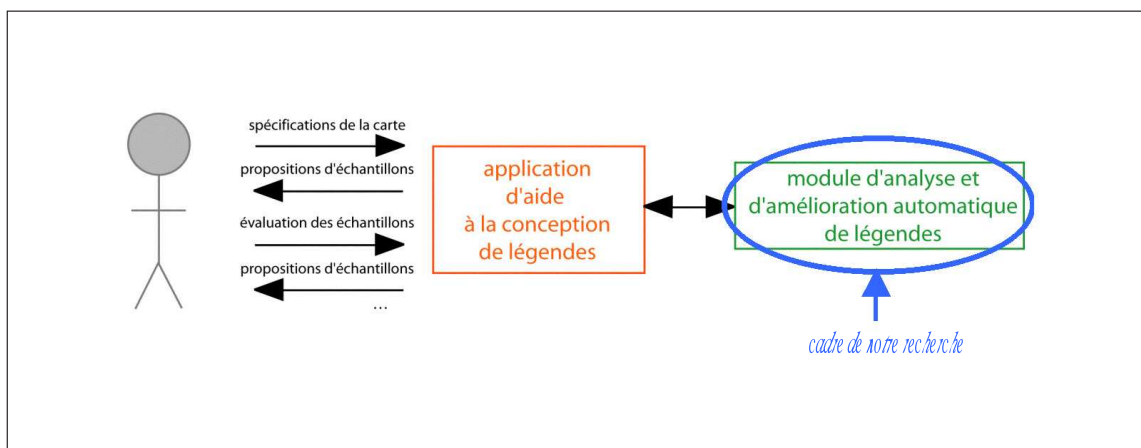 spécifications de la carte
propositions d'échantillons
évaluation des échantillons
propositions d'échantillons
...
application
d'aide
à la conception
de légendes
module d'analyse et
d'amélioration automatique
de légendes
cadre de notre recherche